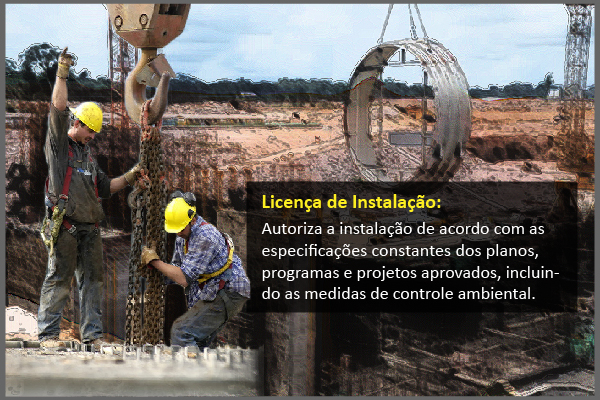 Licença de Instalação:
Autoriza a instalação de acordo com as
especificações constantes dos planos,
programas e projetos aprovados, incluin-
do as medidas de controle ambiental.